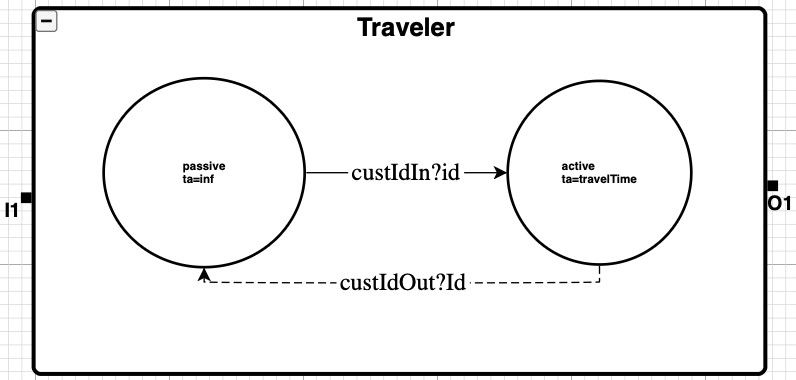 Traveler
passive
ta=inf
custIdIn?id
active
ta=travelTime
I1
O1
custIdOut?Id